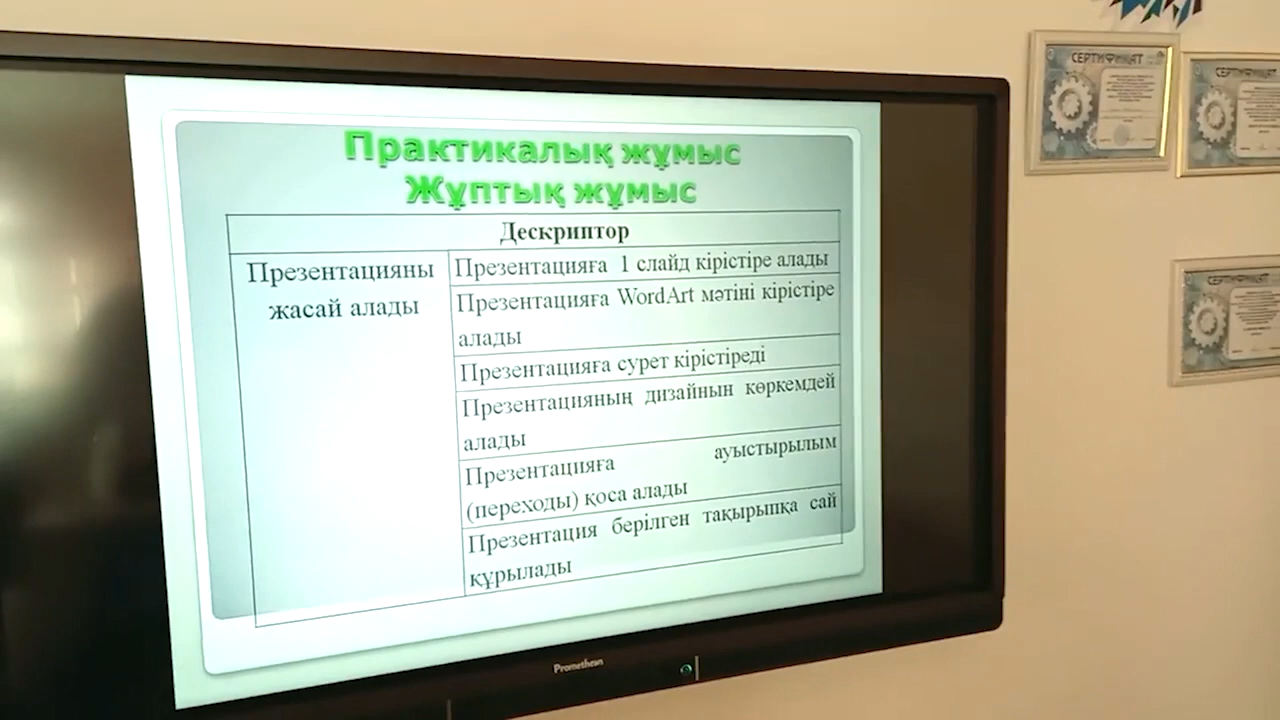 Практикалық жұмыс
Жұптық жұмыс
Дескриптор
Презентацияны
жасай алады
Презентацияға 1 слайд кірістіре алады
Презентацияға WordArt мәтіні кірістіре
алады
Презентацияға сурет кірістіреді
Презентацияның дизайнын көркемдей
алады
Презентацияға ауыстырылым
(переходы) қоса алады
Презентация берілген тақырыпқа сай
құрылады
Promethean
СЕРТИФИКАТ
СЕРТИФИКАТ
СЕРТИФИКАТ